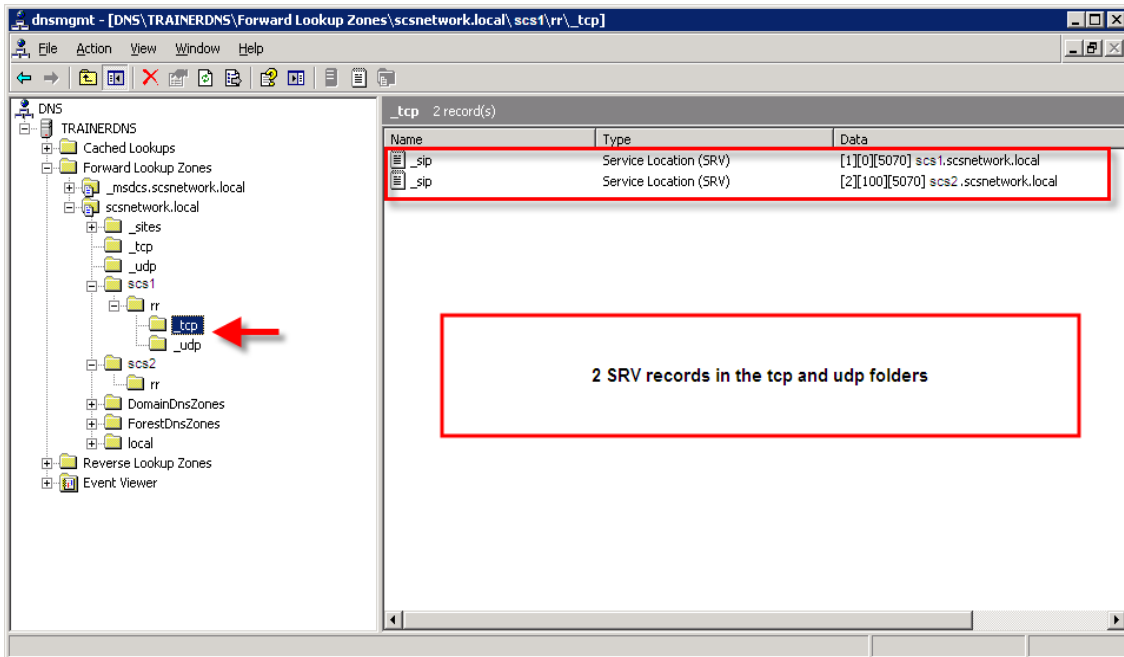 dnsmgmt - [DNS\TRAINERDNS\Forward Lookup Zones\scsnetwork.local\scs1\rr\_tcp]
File Action View Window Help
DNS
TRAINERDNS
Cached Lookups
Forward Lookup Zones
_msdcs.scsnetwork.local
scsnetwork.local
_sites
_tcp
_udp
scs1
rr
_tcp
_udp
scs2
rr
DomainDnsZones
ForestDnsZones
local
Reverse Lookup Zones
Event Viewer
_tcp 2 record(s)
Name Type Data
_sip Service Location (SRV) [1][0][5070] scs1.scsnetwork.local
_sip Service Location (SRV) [2][100][5070] scs2.scsnetwork.local
2 SRV records in the tcp and udp folders